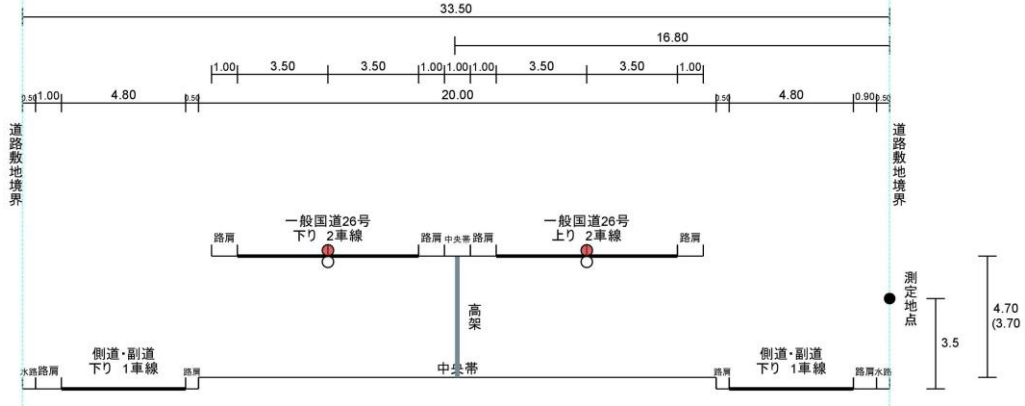 33.50
16.80
1.00 3.50 3.50 1.00 1.00 1.00 3.50 3.50 1.00
0.50 1.00 4.80 0.50 20.00 0.50 4.80 0.90 0.50
道路敷地境界
道路敷地境界
一般国道26号
下り 2車線
一般国道26号
上り 2車線
路肩
路肩
中央帯
路肩
路肩
測定地点
高架
4.70
(3.70
3.5
側道・副道
下り 1車線
側道・副道
下り 1車線
水路
路肩
路肩
中央帯
路肩
路肩
水路